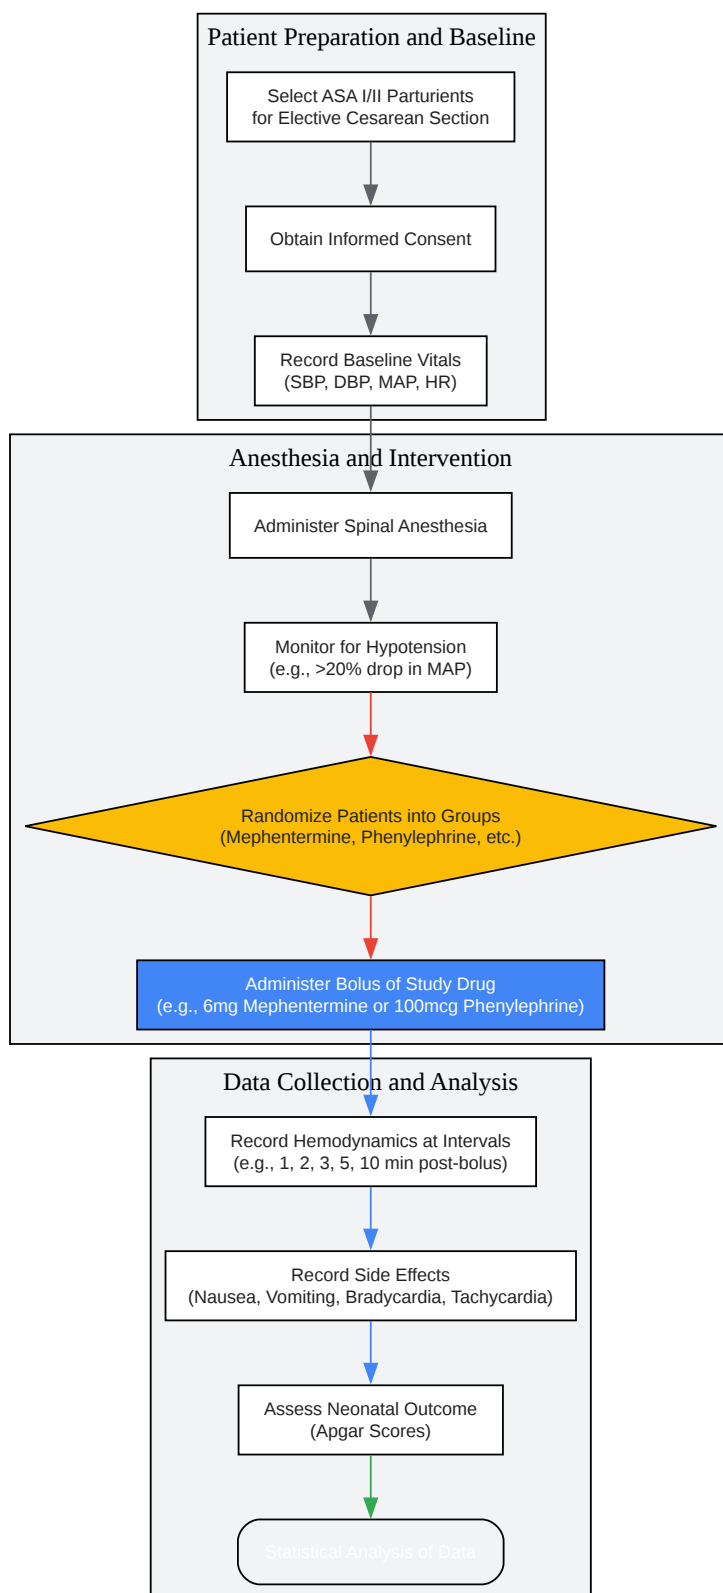 Patient Preparation and Baseline
Select ASA I/II Parturients
for Elective Cesarean Section
Obtain Informed Consent
Record Baseline Vitals
(SBP, DBP, MAP, HR)
Anesthesia and Intervention
Administer Spinal Anesthesia
Monitor for Hypotension
(e.g., >20% drop in MAP)
Randomize Patients into Groups
(Mephentermine, Phenylephrine, etc.)
Administer Bolus of Study Drug
(e.g., 6mg Mephentermine or 100mcg Phenylephrine)
Data Collection and Analysis
Record Hemodynamics at Intervals
(e.g., 1, 2, 3, 5, 10 min post-bolus)
Record Side Effects
(Nausea, Vomiting, Bradycardia, Tachycardia)
Assess Neonatal Outcome
(Apgar Scores)
Statistical Analysis of Data